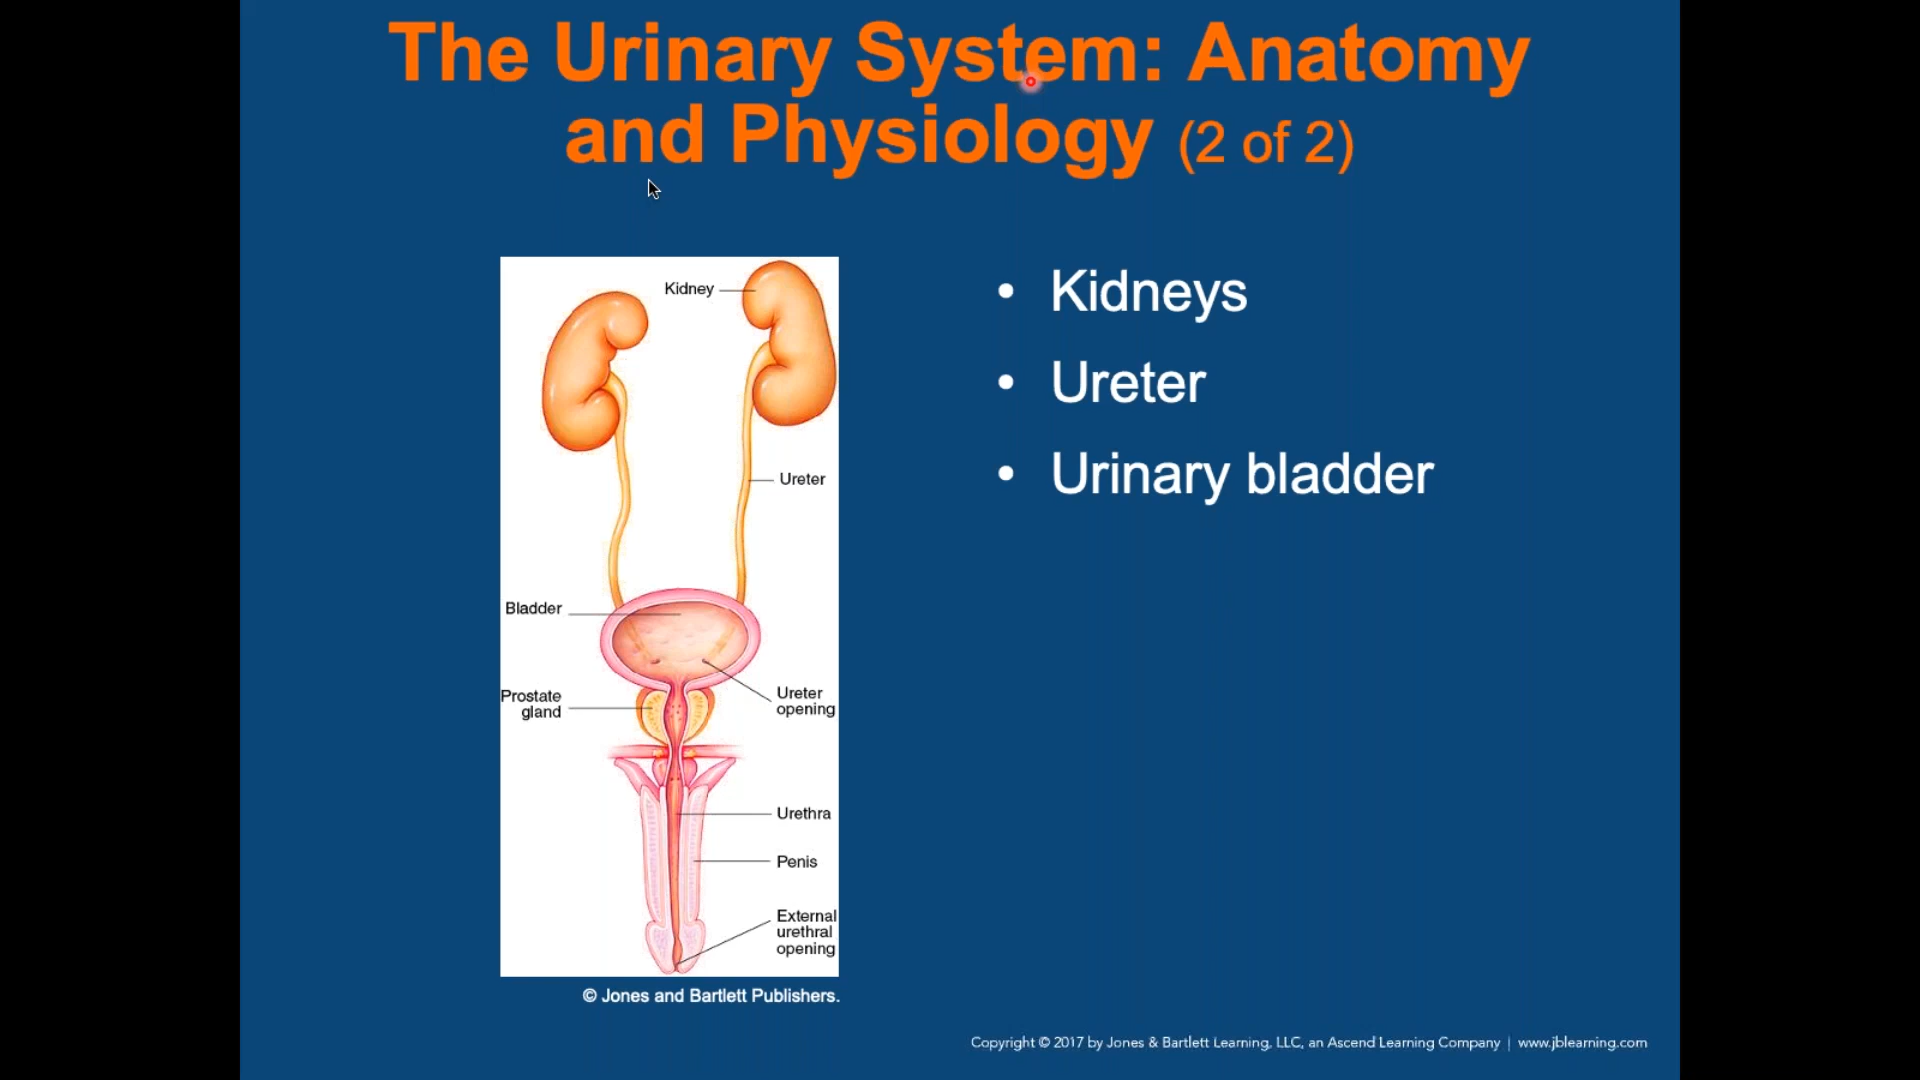 The Urinary System: Anatomy
and Physiology (2 of 2)
Kidney
Ureter
Bladder
Prostate
gland
Ureter
opening
Urethra
Penis
External
urethral
opening
© Jones and Bartlett Publishers.
• Kidneys
• Ureter
• Urinary bladder
Copyright © 2017 by Jones & Bartlett Learning, LLC, an Ascend Learning Company | www.jblearning.com